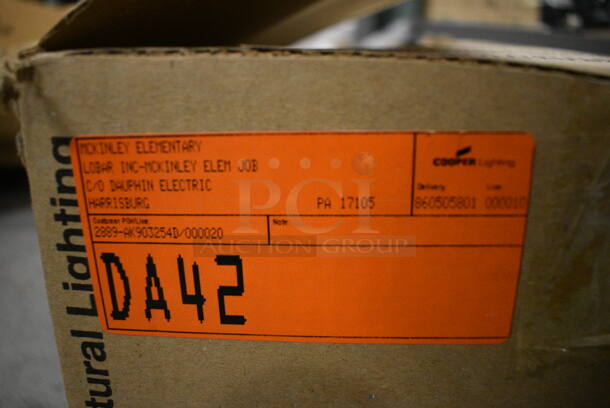 MCKINLEY ELEMENTARY
LOBAR INC-MCKINLEY ELEM JOB
C/O DAUPHIN ELECTRIC
HARRISBURG PA 17105
COOPER Lighting
Delivery Line
860505801 000010
Customer PO#/Line:
2889-AK903254D/000020
Note:
DA42
tural Lighting
PCI
AUCTION GROUP